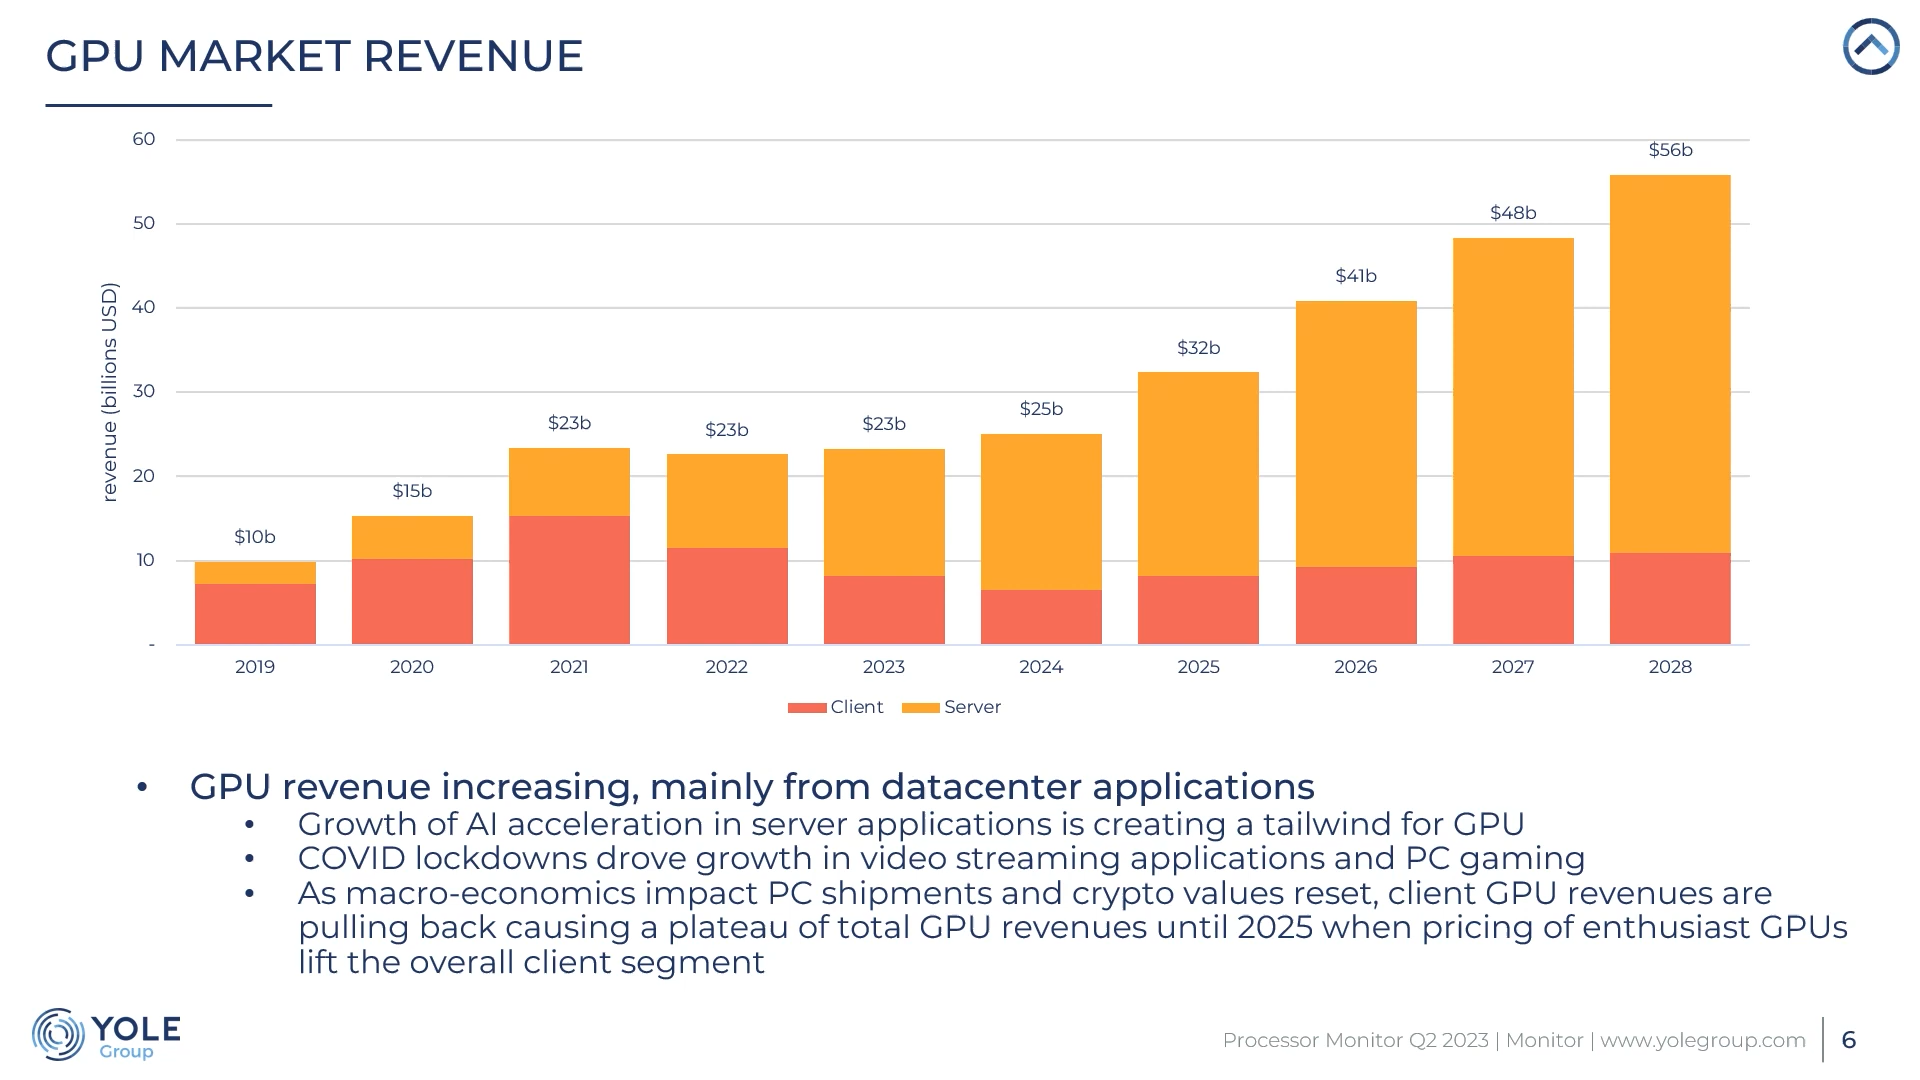 GPU MARKET REVENUE
revenue (billions USD)
60
50
40
30
20
10
-
$10b
$15b
$23b
$23b
$23b
$25b
$32b
$41b
$48b
$56b
2019 2020 2021 2022 2023 2024 2025 2026 2027 2028
Client Server
• GPU revenue increasing, mainly from datacenter applications
• Growth of AI acceleration in server applications is creating a tailwind for GPU
• COVID lockdowns drove growth in video streaming applications and PC gaming
• As macro-economics impact PC shipments and crypto values reset, client GPU revenues are
pulling back causing a plateau of total GPU revenues until 2025 when pricing of enthusiast GPUs
lift the overall client segment
YOLE
Group
Processor Monitor Q2 2023 | Monitor | www.yolegroup.com 6